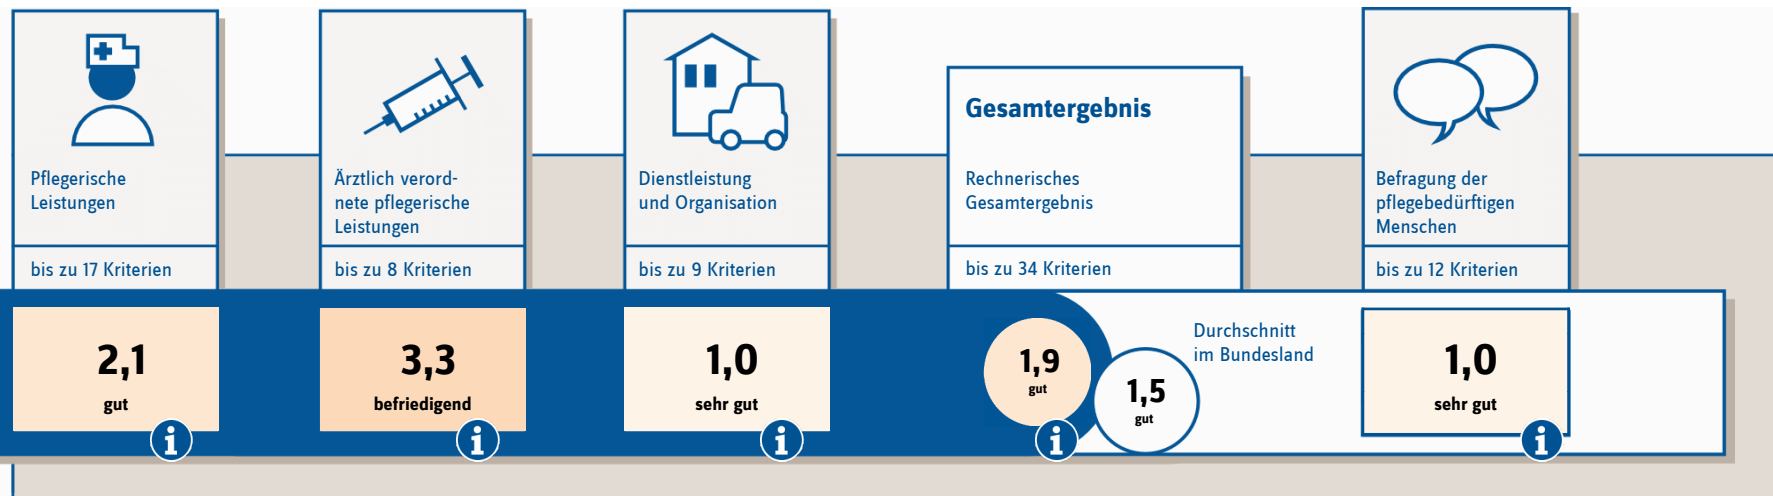 Pflegerische
Leistungen
bis zu 17 Kriterien
2,1
gut
i
Ärztlich verord-
nete pflegerische
Leistungen
bis zu 8 Kriterien
3,3
befriedigend
i
Dienstleistung
und Organisation
bis zu 9 Kriterien
1,0
sehr gut
i
Gesamtergebnis
Rechnerisches
Gesamtergebnis
bis zu 34 Kriterien
1,9
gut
i
1,5
gut
Durchschnitt
im Bundesland
Befragung der
pflegebedürftigen
Menschen
bis zu 12 Kriterien
1,0
sehr gut
i